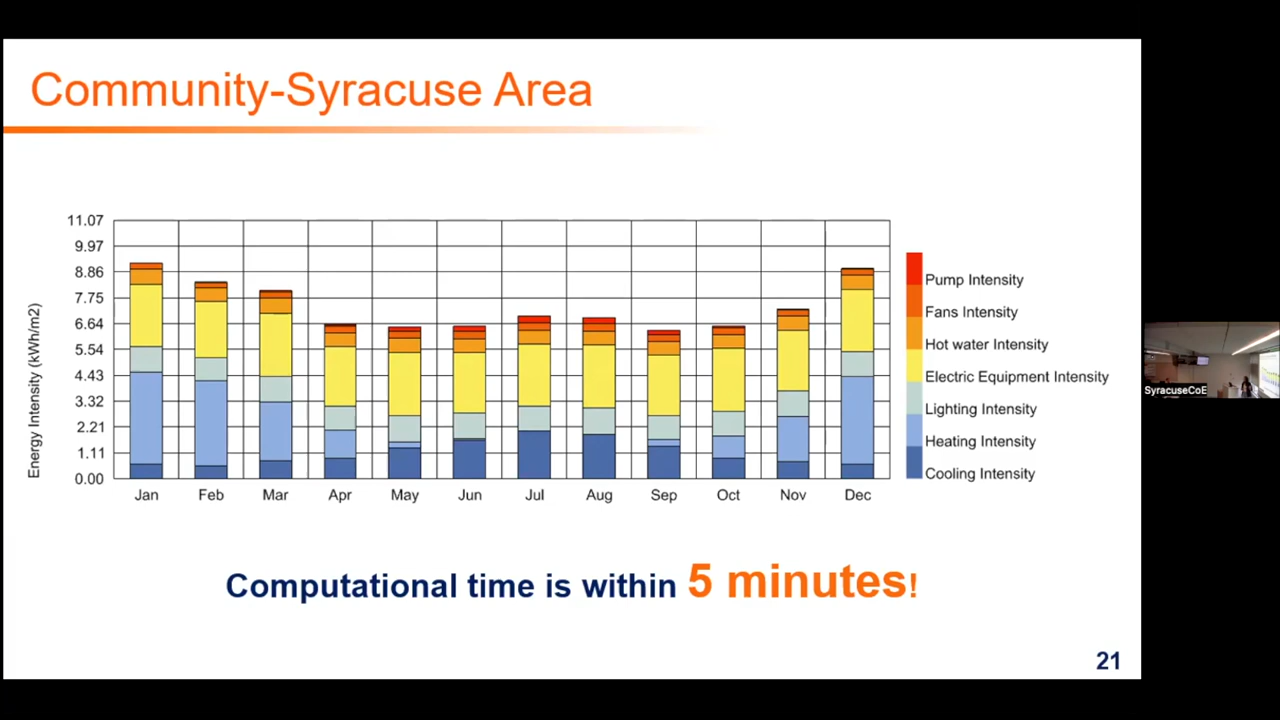 Community-Syracuse Area
Energy Intensity (kWh/m2)
11.07
9.97
8.86
7.75
6.64
5.54
4.43
3.32
2.21
1.11
0.00
Jan Feb Mar Apr May Jun Jul Aug Sep Oct Nov Dec
Pump Intensity
Fans Intensity
Hot water Intensity
Electric Equipment Intensity
Lighting Intensity
Heating Intensity
Cooling Intensity
SyracuseCoE
Computational time is within 5 minutes!
21